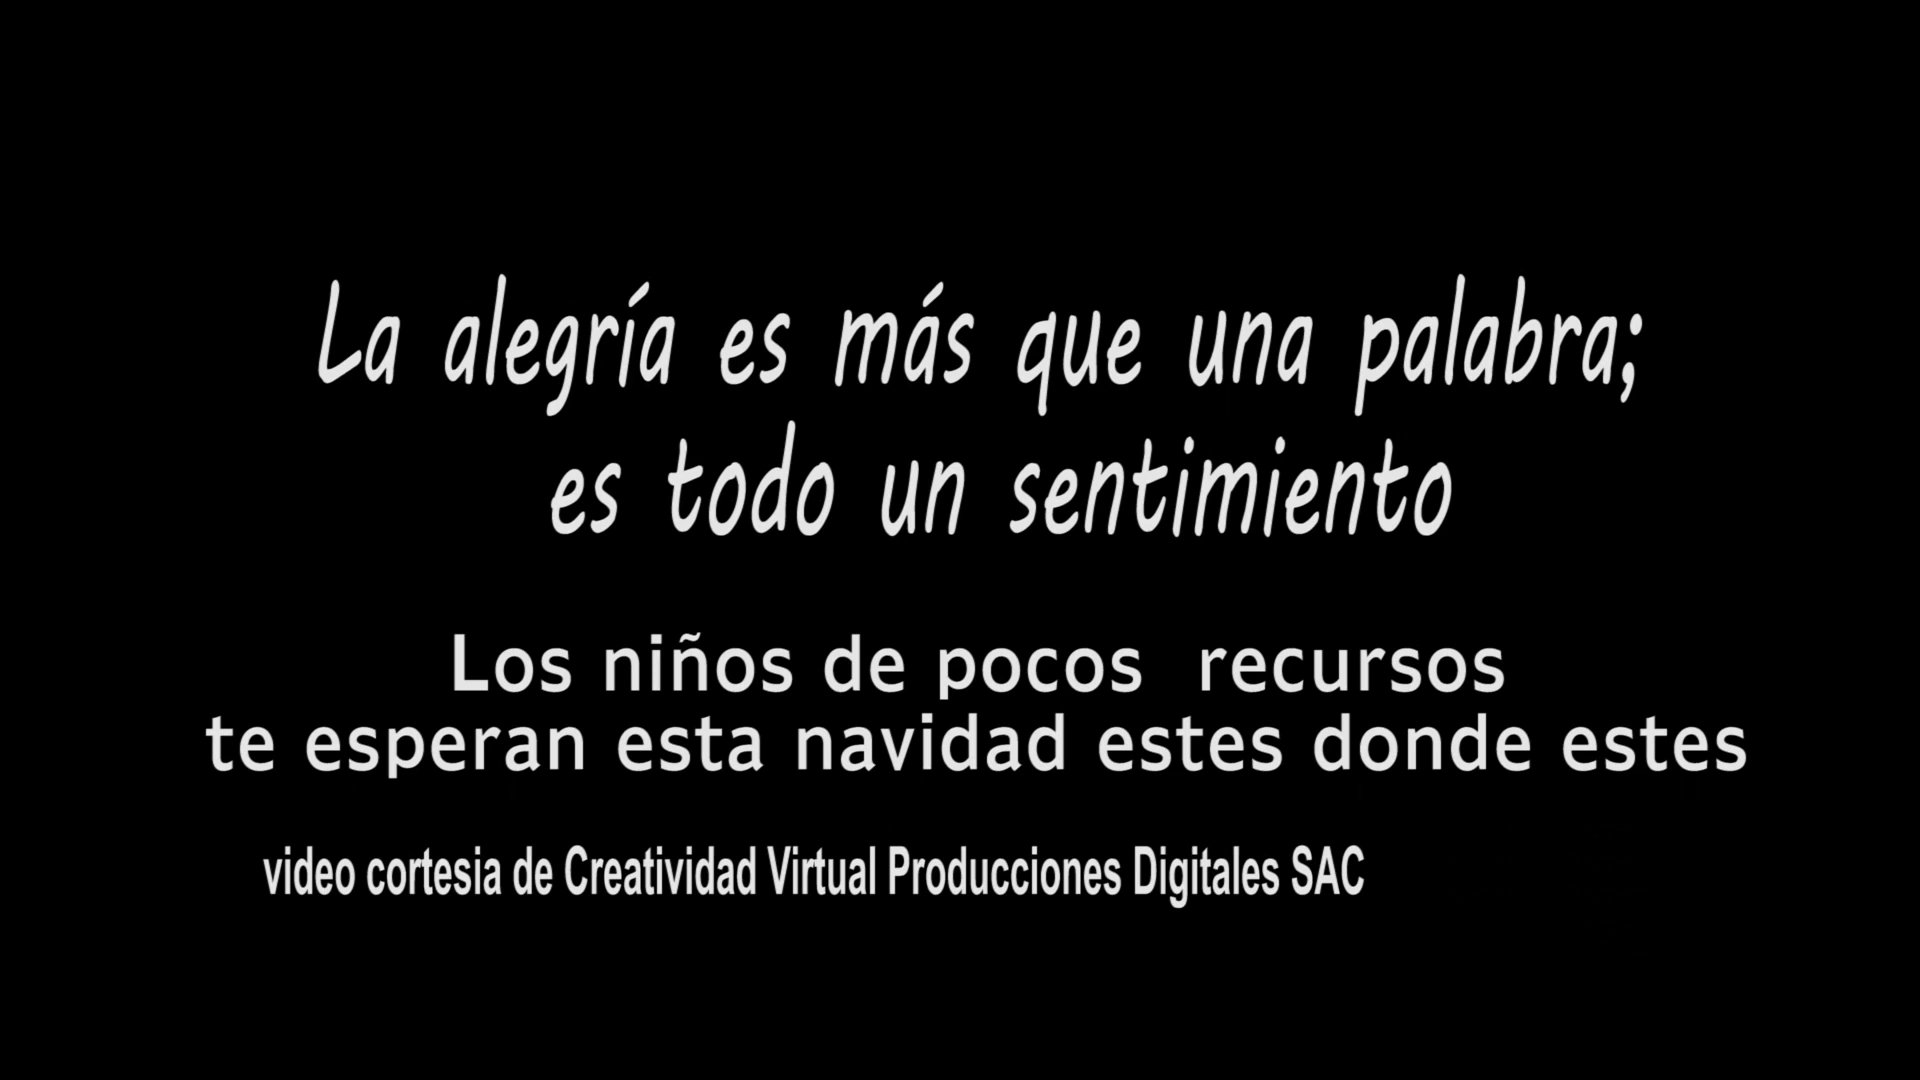 La alegría es más que una palabra;
es todo un sentimiento
Los niños de pocos recursos
te esperan esta navidad estes donde estes
video cortesia de Creatividad Virtual Producciones Digitales SAC